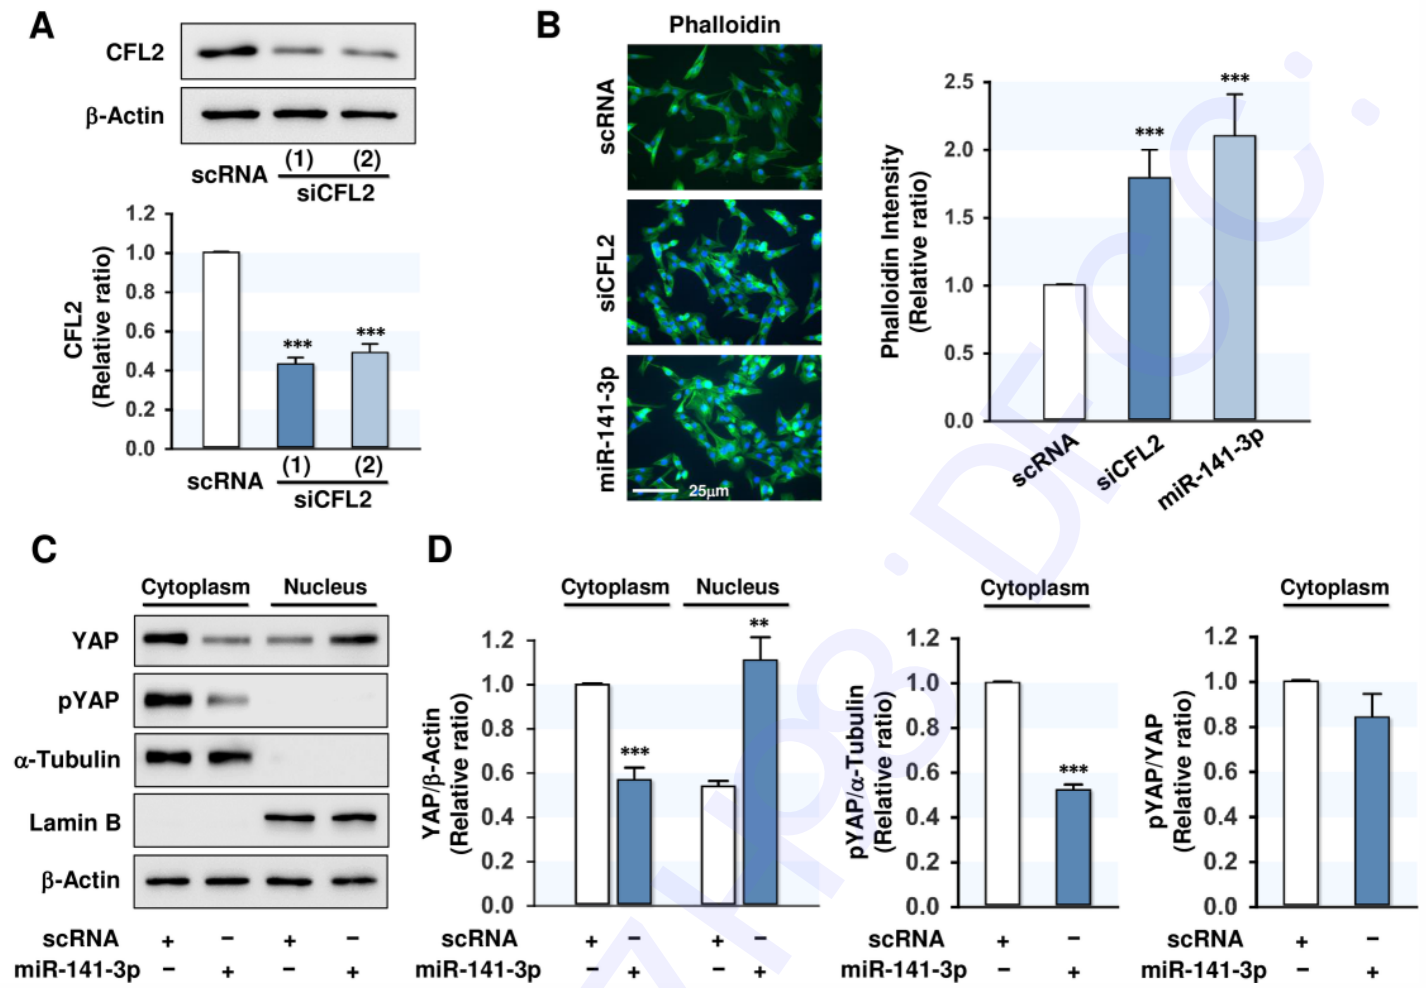 A
CFL2
β-Actin
scRNA
(1) (2)
siCFL2
CFL2
(Relative ratio)
1.2
1.0
0.8
0.6
0.4
0.2
0.0
***
***
scRNA
(1) (2)
siCFL2
B
Phalloidin
scRNA
siCFL2
miR-141-3p
25µm
Phalloidin Intensity
(Relative ratio)
2.5
2.0
1.5
1.0
0.5
0.0
***
***
scRNA
siCFL2
miR-141-3p
C
Cytoplasm Nucleus
YAP
pYAP
α-Tubulin
Lamin B
β-Actin
scRNA + − + −
miR-141-3p − + − +
D
Cytoplasm Nucleus
YAP/β-Actin
(Relative ratio)
1.2
1.0
0.8
0.6
0.4
0.2
0.0
***
**
scRNA + − + −
miR-141-3p − + − +
Cytoplasm
pYAP/α-Tubulin
(Relative ratio)
1.2
1.0
0.8
0.6
0.4
0.2
0.0
***
scRNA + −
miR-141-3p − +
Cytoplasm
pYAP/YAP
(Relative ratio)
1.2
1.0
0.8
0.6
0.4
0.2
0.0
scRNA + −
miR-141-3p − +